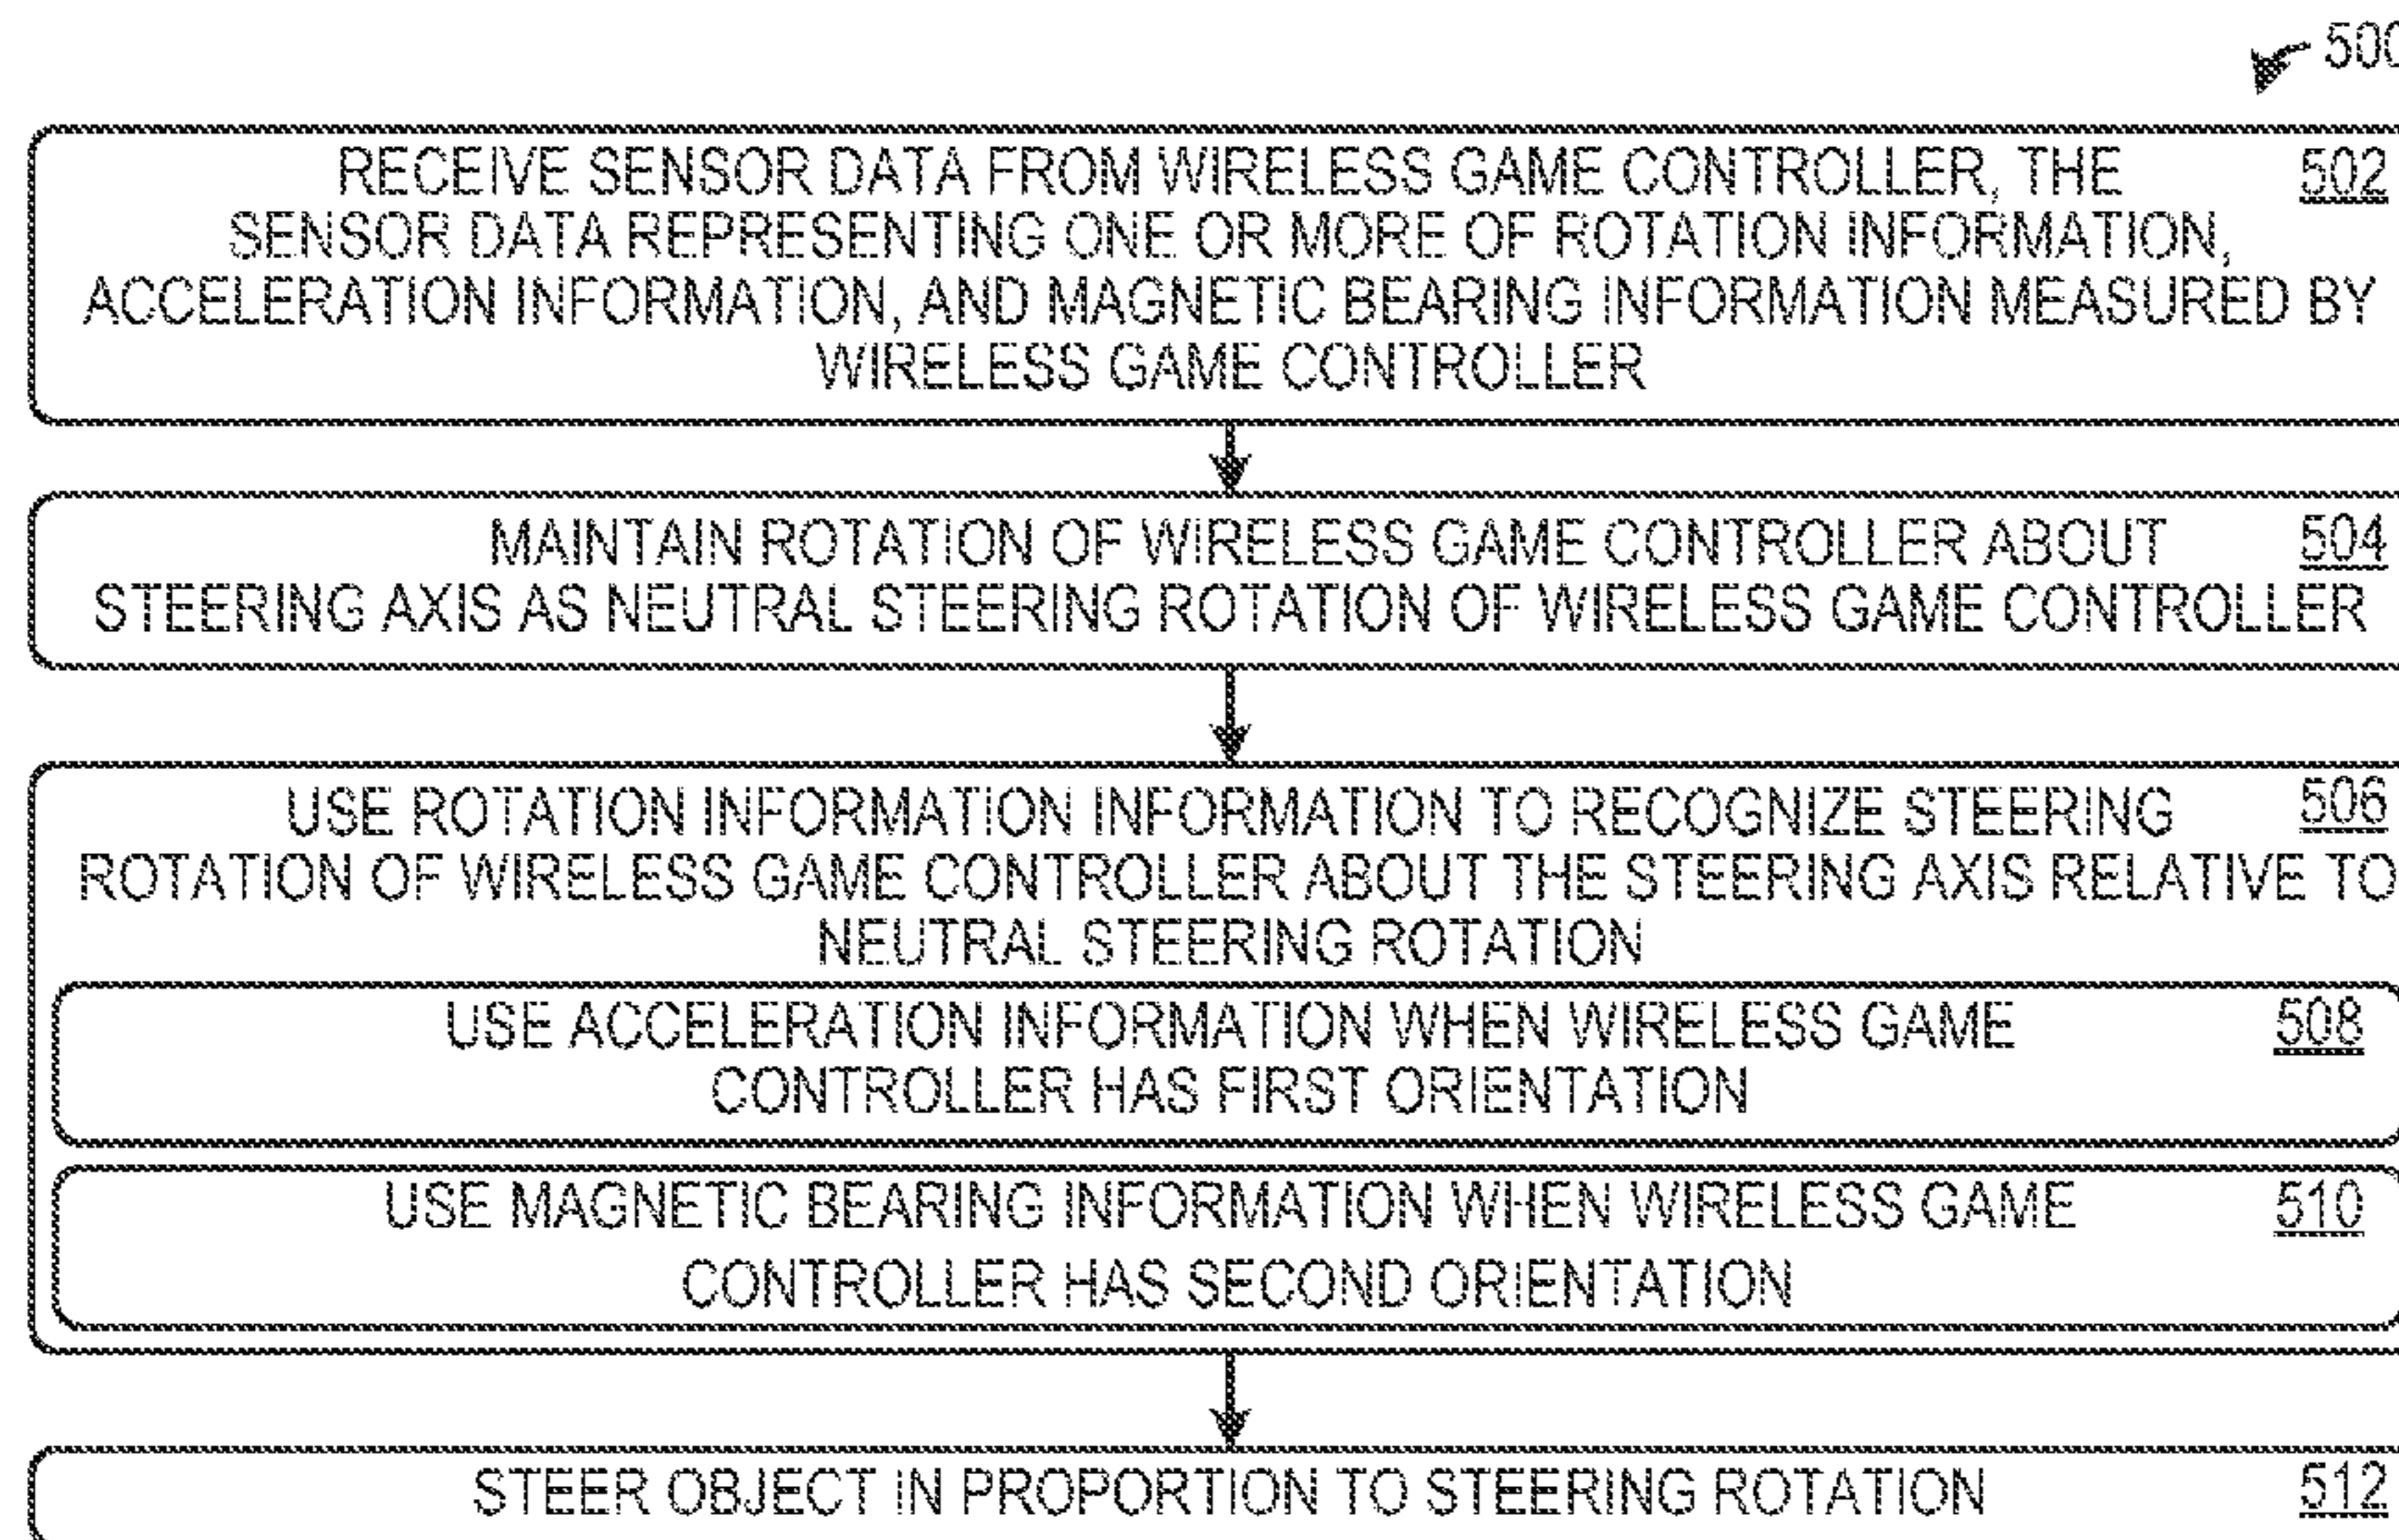 500
RECEIVE SENSOR DATA FROM WIRELESS GAME CONTROLLER, THE 502
SENSOR DATA REPRESENTING ONE OR MORE OF ROTATION INFORMATION,
ACCELERATION INFORMATION, AND MAGNETIC BEARING INFORMATION MEASURED BY
WIRELESS GAME CONTROLLER
MAINTAIN ROTATION OF WIRELESS GAME CONTROLLER ABOUT 504
STEERING AXIS AS NEUTRAL STEERING ROTATION OF WIRELESS GAME CONTROLLER
USE ROTATION INFORMATION INFORMATION TO RECOGNIZE STEERING 506
ROTATION OF WIRELESS GAME CONTROLLER ABOUT THE STEERING AXIS RELATIVE TO
NEUTRAL STEERING ROTATION
USE ACCELERATION INFORMATION WHEN WIRELESS GAME 508
CONTROLLER HAS FIRST ORIENTATION
USE MAGNETIC BEARING INFORMATION WHEN WIRELESS GAME 510
CONTROLLER HAS SECOND ORIENTATION
STEER OBJECT IN PROPORTION TO STEERING ROTATION 512